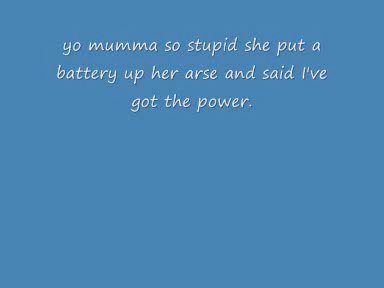 yo mumma so stupid she put a
battery up her arse and said I've
got the power.